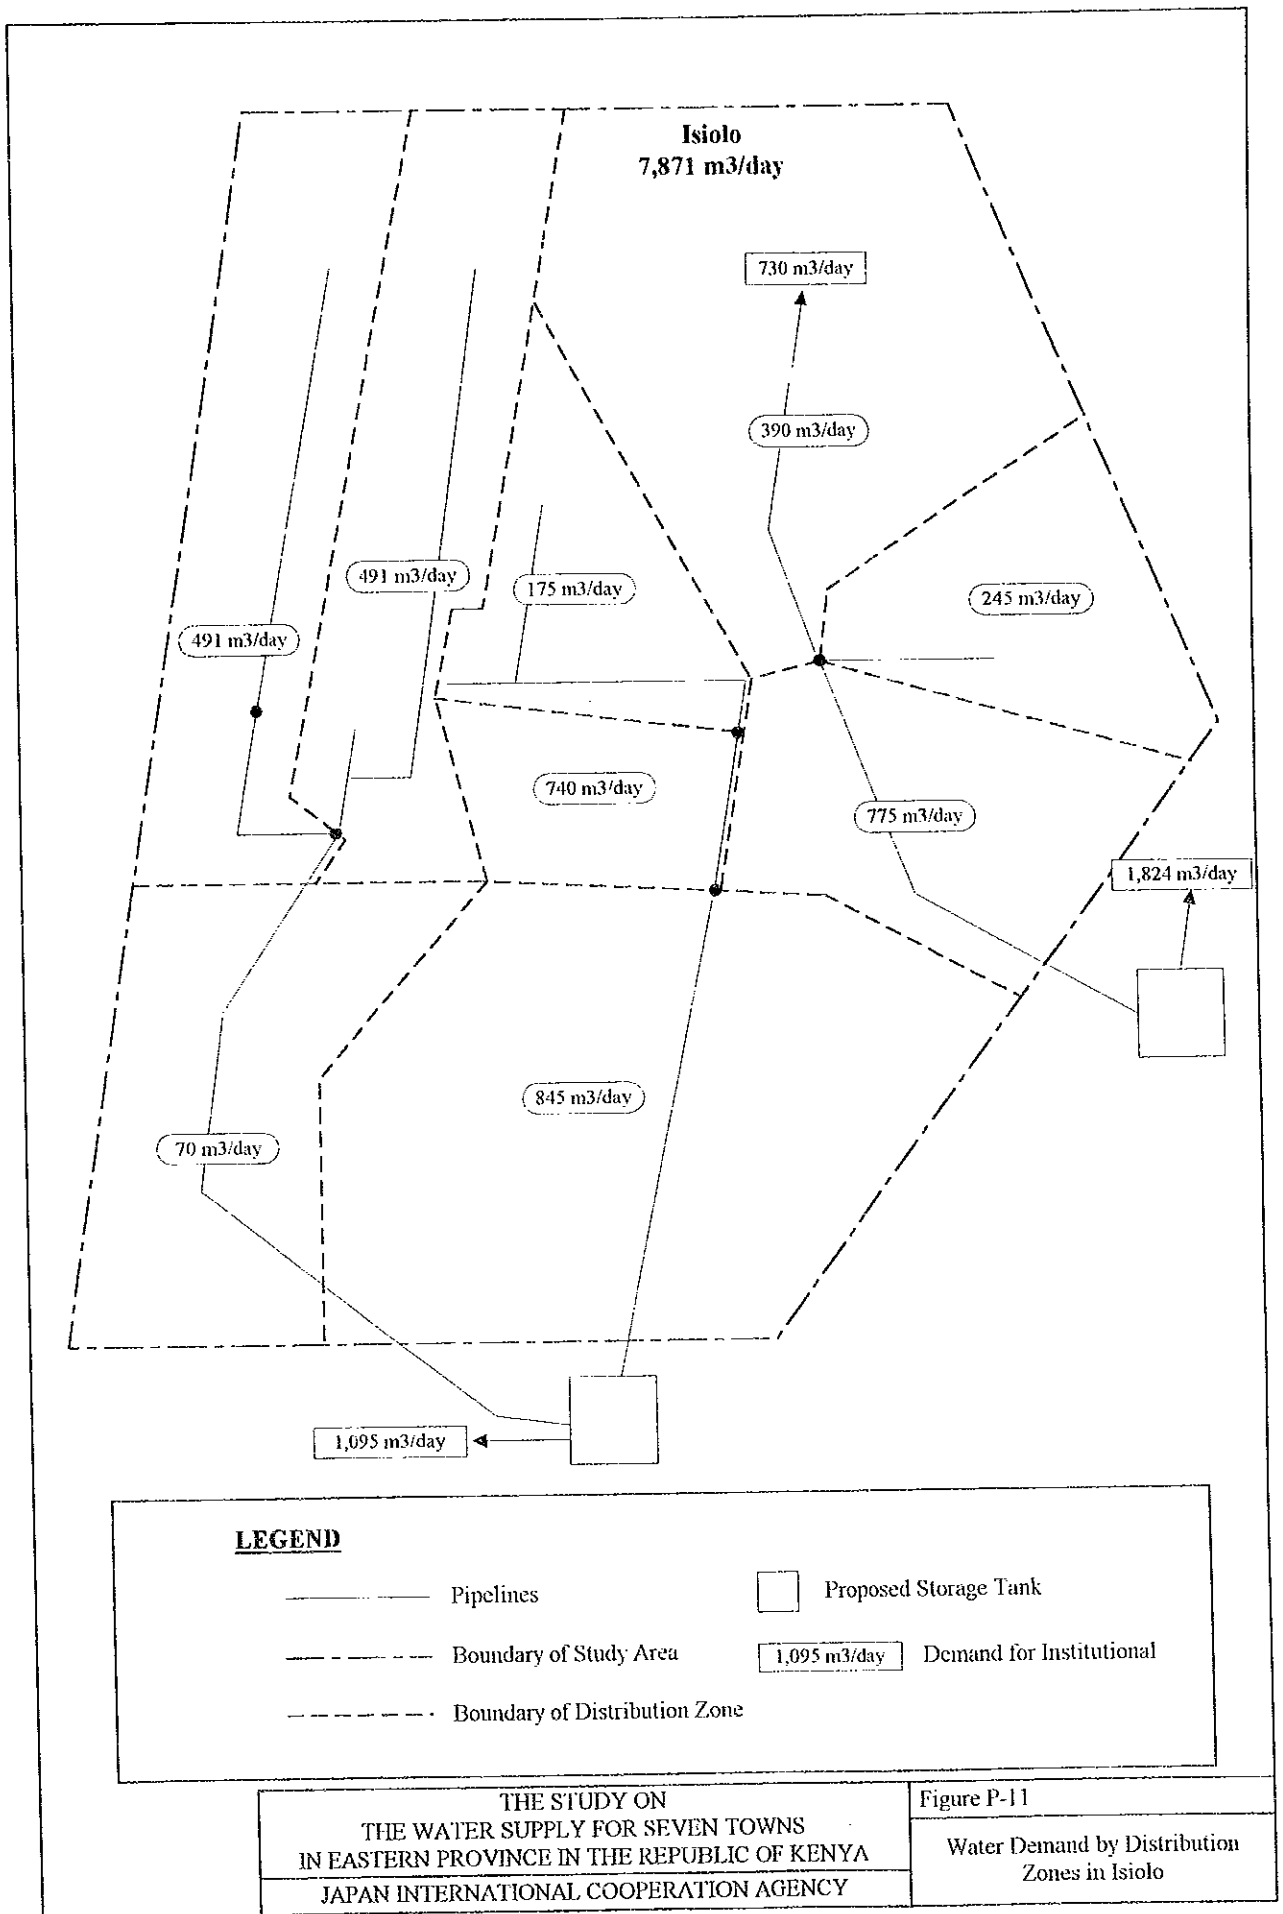 Isiolo
7,871 m3/day
730 m3/day
390 m3/day
491 m3/day
175 m3/day
245 m3/day
491 m3/day
740 m3/day
775 m3/day
1,824 m3/day
845 m3/day
70 m3/day
1,095 m3/day
LEGEND
Pipelines
Proposed Storage Tank
Boundary of Study Area
1,095 m3/day
Demand for Institutional
Boundary of Distribution Zone
THE STUDY ON
THE WATER SUPPLY FOR SEVEN TOWNS
IN EASTERN PROVINCE IN THE REPUBLIC OF KENYA
JAPAN INTERNATIONAL COOPERATION AGENCY
Figure P-11
Water Demand by Distribution
Zones in Isiolo